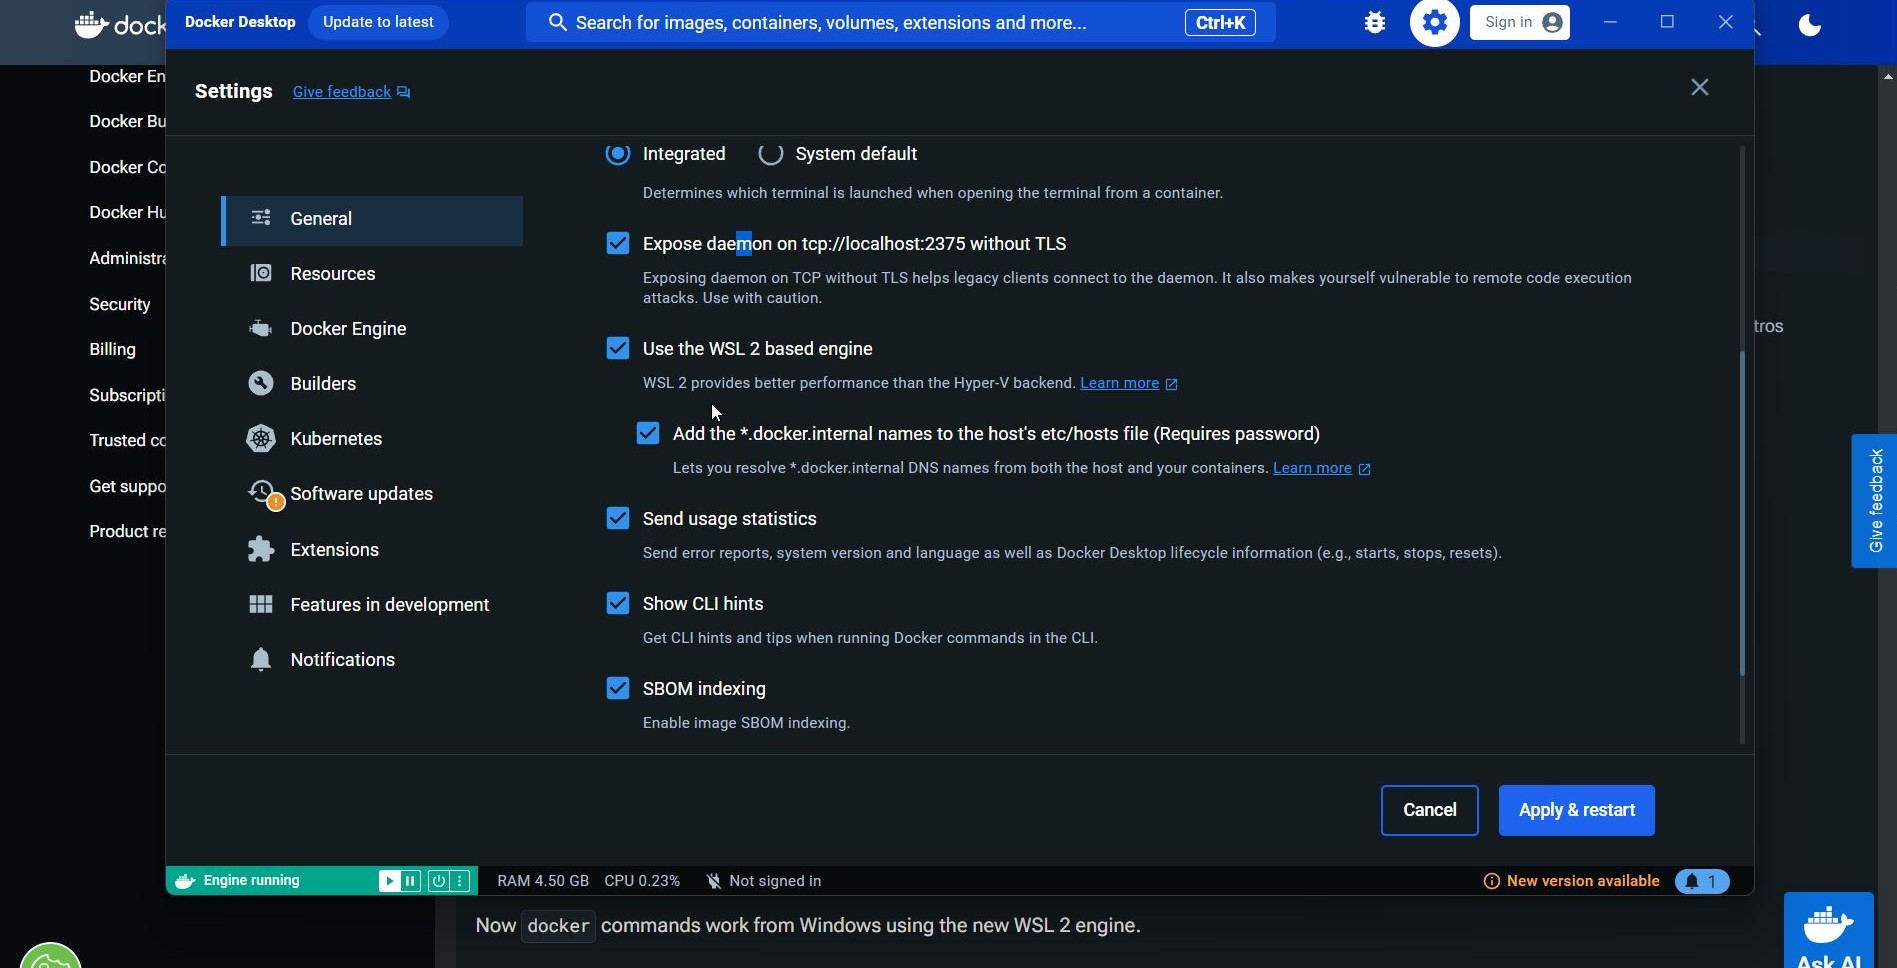 dock
Docker Desktop
Update to latest
Search for images, containers, volumes, extensions and more...
Ctrl+K
Sign in
Docker En
Docker Bu
Docker Co
Docker Hu
Administra
Security
Billing
Subscripti
Trusted co
Get suppo
Product re
Settings
Give feedback
General
Resources
Docker Engine
Builders
Kubernetes
Software updates
Extensions
Features in development
Notifications
Integrated
System default
Determines which terminal is launched when opening the terminal from a container.
Expose daemon on tcp://localhost:2375 without TLS
Exposing daemon on TCP without TLS helps legacy clients connect to the daemon. It also makes yourself vulnerable to remote code execution
attacks. Use with caution.
Use the WSL 2 based engine
WSL 2 provides better performance than the Hyper-V backend. Learn more
Add the *.docker.internal names to the host's etc/hosts file (Requires password)
Lets you resolve *.docker.internal DNS names from both the host and your containers. Learn more
Send usage statistics
Send error reports, system version and language as well as Docker Desktop lifecycle information (e.g., starts, stops, resets).
Show CLI hints
Get CLI hints and tips when running Docker commands in the CLI.
SBOM indexing
Enable image SBOM indexing.
Cancel
Apply & restart
tros
Give feedback
Engine running
RAM 4.50 GB CPU 0.23%
Not signed in
New version available
1
Now docker commands work from Windows using the new WSL 2 engine.
Ask AI